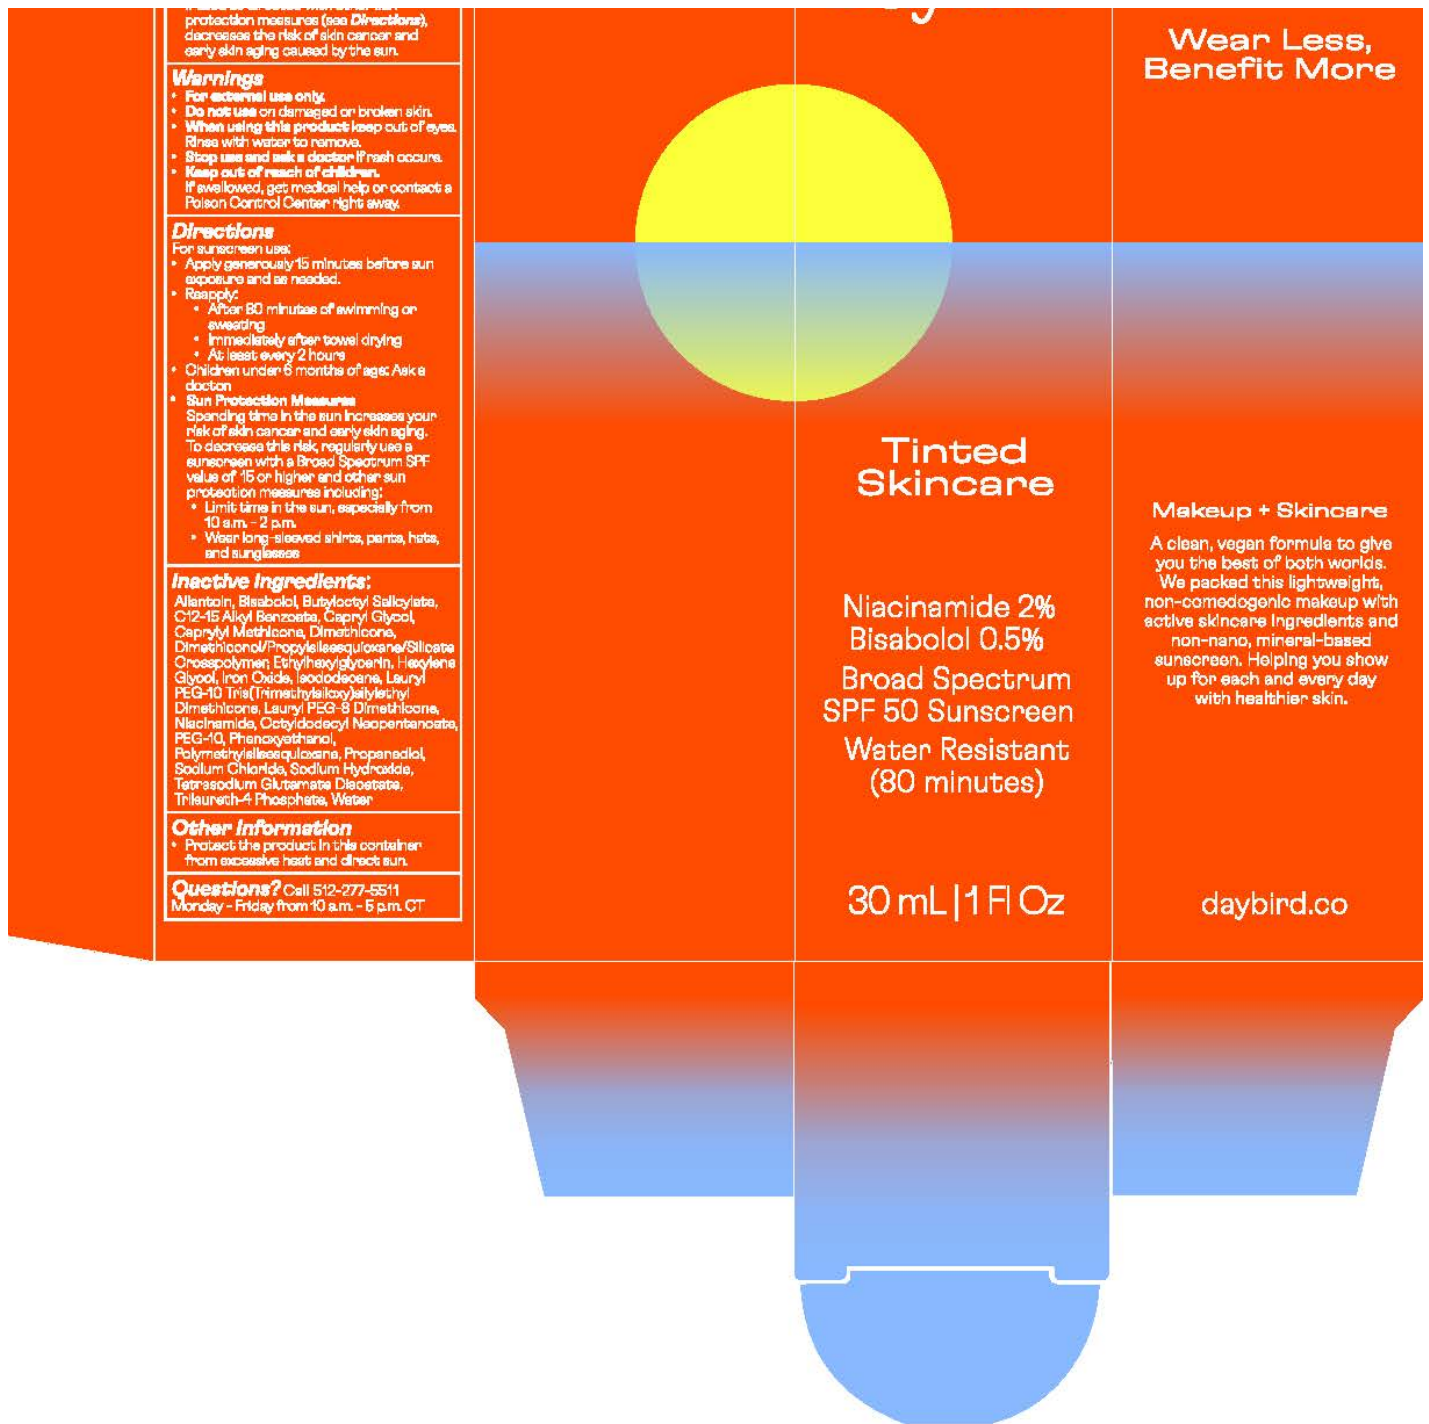 protection measures (see Directions),
decreases the risk of skin cancer and
early skin aging caused by the sun.
Warnings
• For external use only.
• Do not use on damaged or broken skin.
• When using this product keep out of eyes.
Rinse with water to remove.
• Stop use and ask a doctor if rash occurs.
• Keep out of reach of children.
If swallowed, get medical help or contact a
Poison Control Center right away.
Directions
For sunscreen use:
• Apply generously 15 minutes before sun
exposure and as needed.
• Reapply:
• After 80 minutes of swimming or
sweating
• Immediately after towel drying
• At least every 2 hours
• Children under 6 months of age: Ask a
doctor.
• Sun Protection Measures
Spending time in the sun increases your
risk of skin cancer and early skin aging.
To decrease this risk, regularly use a
sunscreen with a Broad Spectrum SPF
value of 15 or higher and other sun
protection measures including:
• Limit time in the sun, especially from
10 a.m. - 2 p.m.
• Wear long-sleeved shirts, pants, hats,
and sunglasses
Inactive Ingredients:
Allantoin, Bisabolol, Butyloctyl Salicylate,
C12-15 Alkyl Benzoate, Capryl Glycol,
Caprylyl Methicone, Dimethicone,
Dimethiconol/Propylsilsesquioxane/Silicate
Crosspolymer, Ethylhexylglycerin, Hexylene
Glycol, Iron Oxide, Isododecane, Lauryl
PEG-10 Tris(Trimethylsiloxy)silylethyl
Dimethicone, Lauryl PEG-8 Dimethicone,
Niacinamide, Octyldodecyl Neopentanoate,
PEG-10, Phenoxyethanol,
Polymethylsilsesquioxane, Propanediol,
Sodium Chloride, Sodium Hydroxide,
Tetrasodium Glutamate Diacetate,
Trilaureth-4 Phosphate, Water
Other Information
• Protect the product in this container
from excessive heat and direct sun.
Questions? Call 512-277-5511
Monday - Friday from 10 a.m. - 5 p.m. CT
Tinted
Skincare
Niacinamide 2%
Bisabolol 0.5%
Broad Spectrum
SPF 50 Sunscreen
Water Resistant
(80 minutes)
30 mL | 1 Fl Oz
Wear Less,
Benefit More
Makeup + Skincare
A clean, vegan formula to give
you the best of both worlds.
We packed this lightweight,
non-comedogenic makeup with
active skincare ingredients and
non-nano, mineral-based
sunscreen. Helping you show
up for each and every day
with healthier skin.
daybird.co